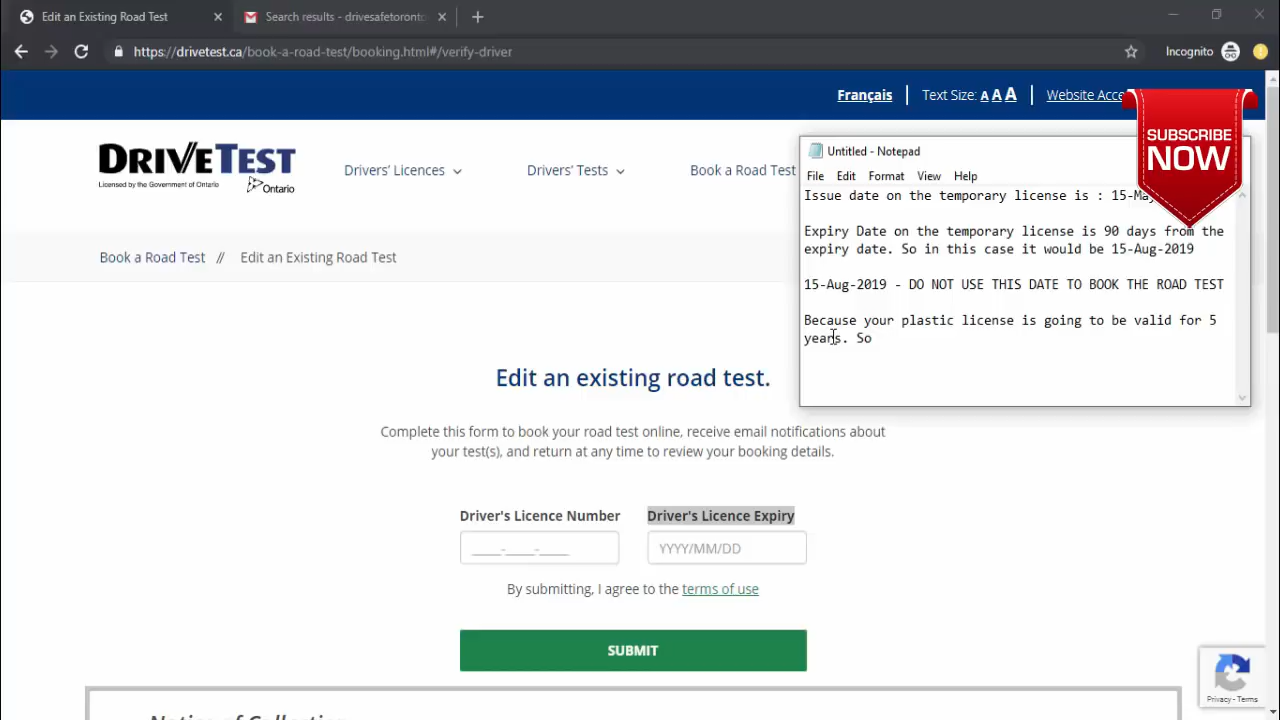 Edit an Existing Road Test
Search results - drivesafetoronto
https://drivetest.ca/book-a-road-test/booking.html#/verify-driver
Incognito
Français
Text Size: A A A
Website Acce
SUBSCRIBE
NOW
DRIVETEST
Licensed by the Government of Ontario
Ontario
Drivers' Licences
Drivers' Tests
Book a Road Test
Untitled - Notepad
File Edit Format View Help
Issue date on the temporary license is : 15-May
Expiry Date on the temporary license is 90 days from the
expiry date. So in this case it would be 15-Aug-2019
15-Aug-2019 - DO NOT USE THIS DATE TO BOOK THE ROAD TEST
Because your plastic license is going to be valid for 5
years. So
Book a Road Test // Edit an Existing Road Test
Edit an existing road test.
Complete this form to book your road test online, receive email notifications about
your test(s), and return at any time to review your booking details.
Driver's Licence Number
Driver's Licence Expiry
YYYY/MM/DD
By submitting, I agree to the terms of use
SUBMIT
Privacy - Terms
Notice of Collection